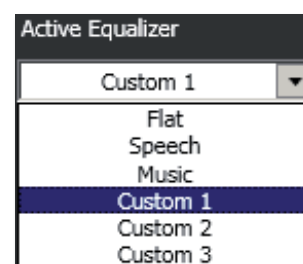 Active Equalizer
Custom 1
Flat
Speech
Music
Custom 1
Custom 2
Custom 3